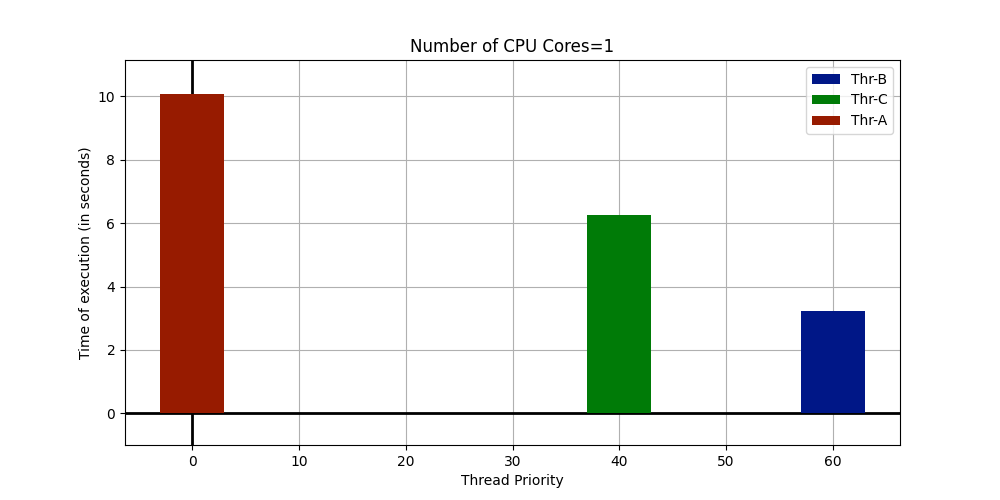 Number of CPU Cores=1
Thr-B
Thr-C
Thr-A
Time of execution (in seconds)
10
8
6
4
2
0
0 10 20 30 40 50 60
Thread Priority